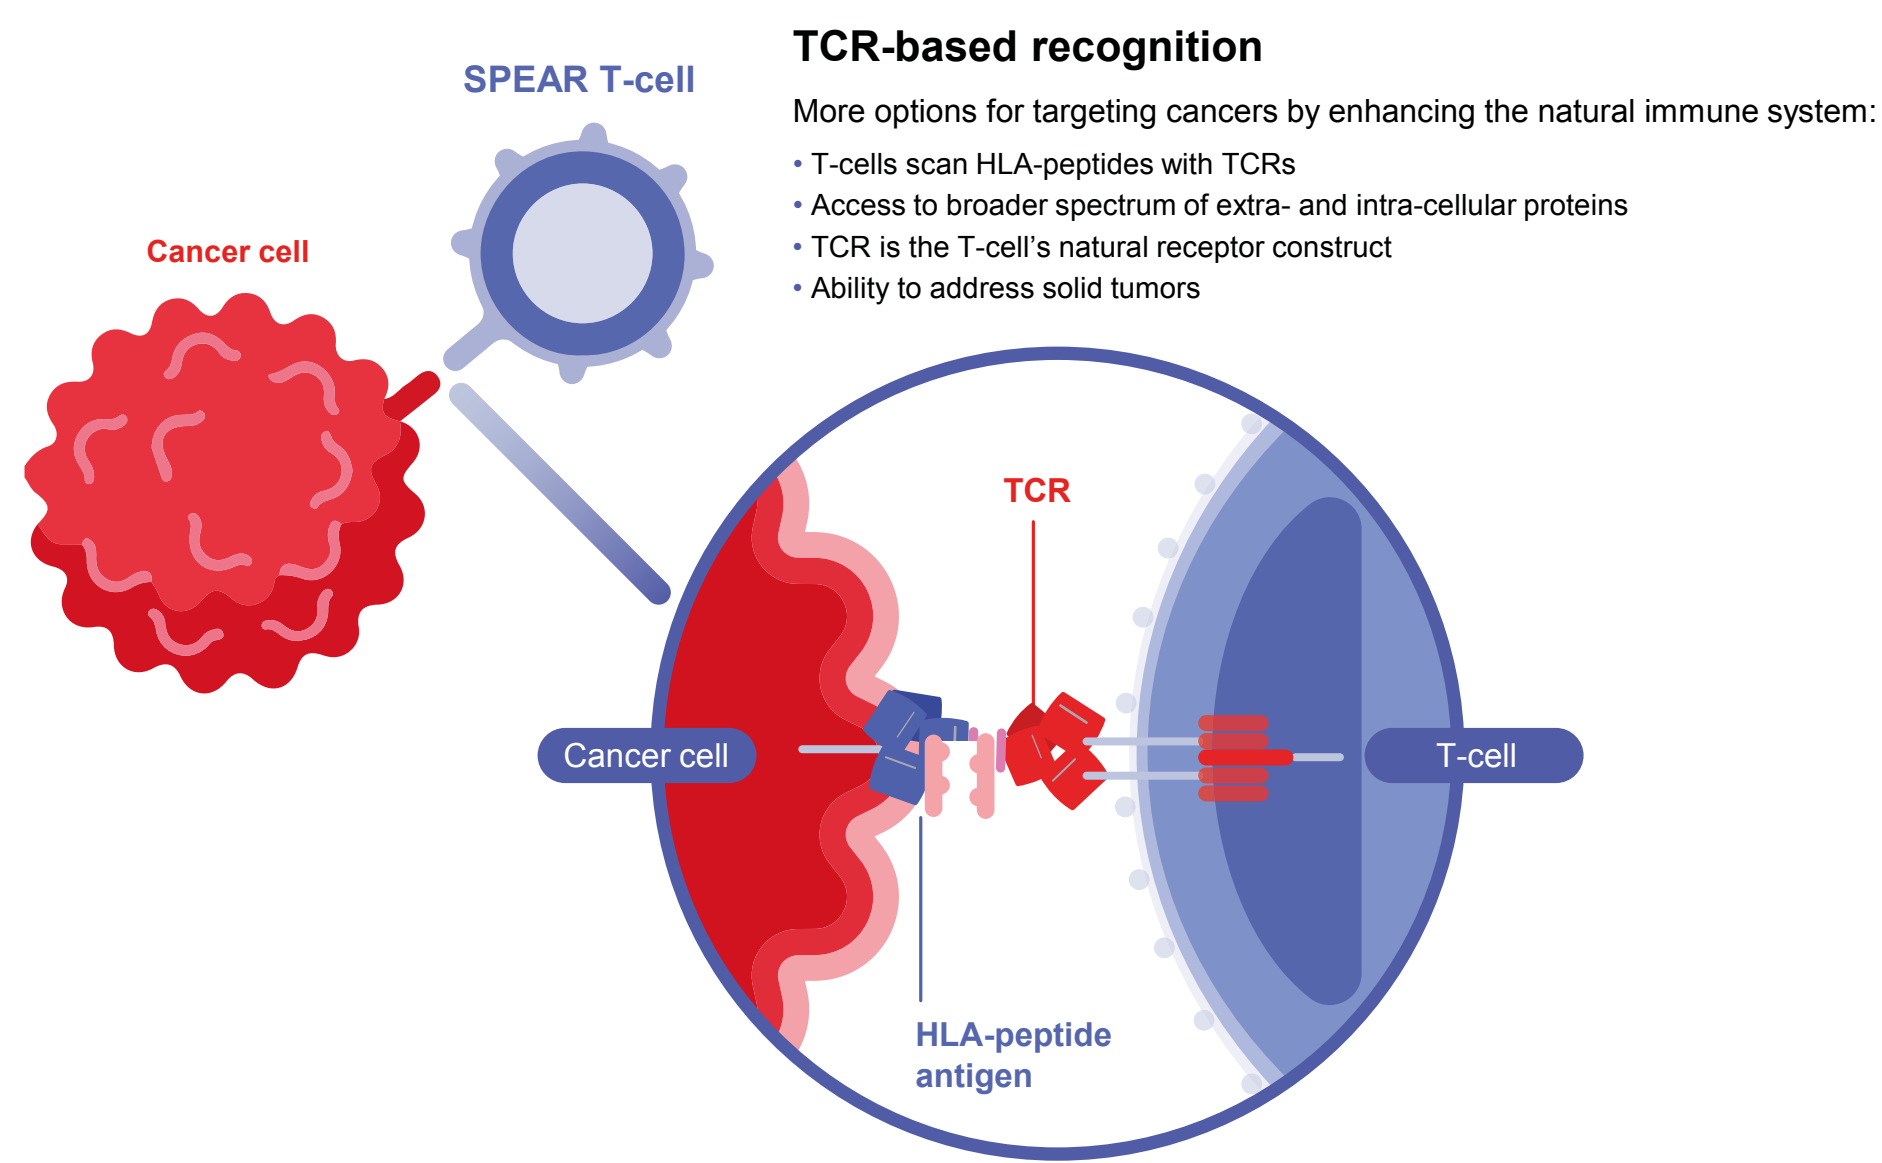 TCR-based recognition
SPEAR T-cell
More options for targeting cancers by enhancing the natural immune system:
• T-cells scan HLA-peptides with TCRs
• Access to broader spectrum of extra- and intra-cellular proteins
• TCR is the T-cell’s natural receptor construct
• Ability to address solid tumors
Cancer cell
TCR
Cancer cell
T-cell
HLA-peptide
antigen